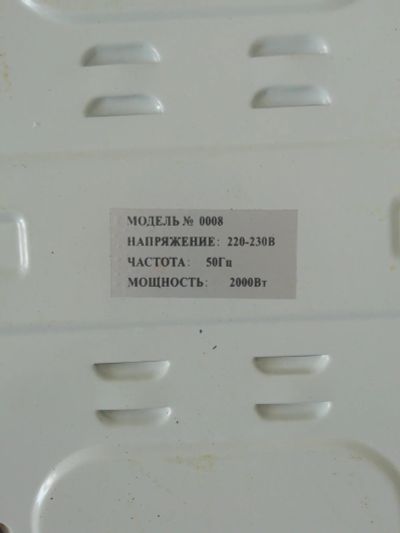 МОДЕЛЬ № 0008
НАПРЯЖЕНИЕ: 220-230В
ЧАСТОТА: 50Гц
МОЩНОСТЬ: 2000Вт